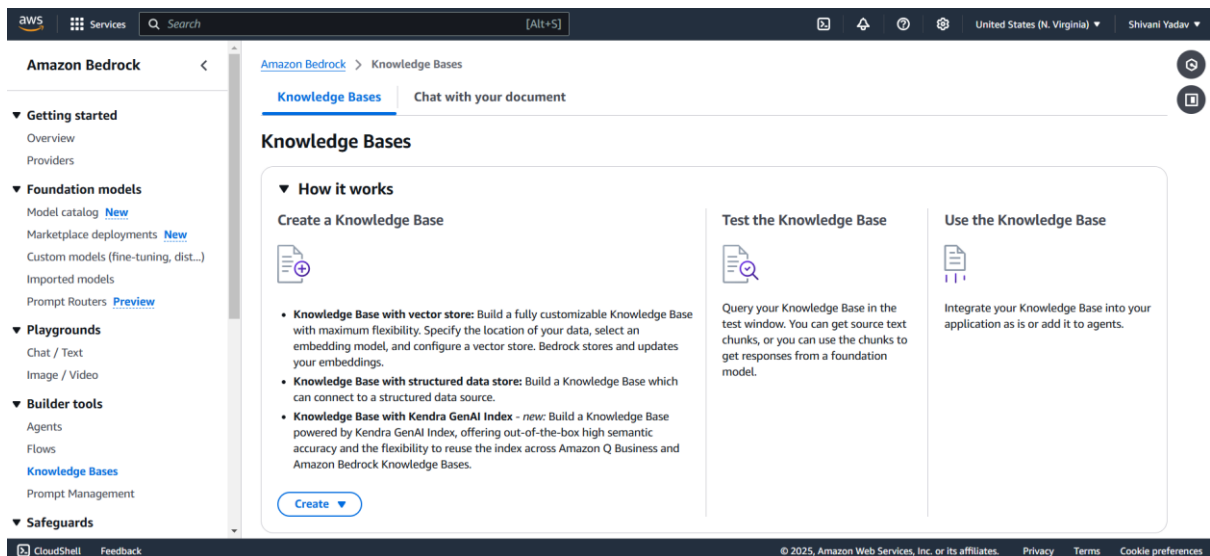 aws
Services
Search
[Alt+S]
United States (N. Virginia)
Shivani Yadav
Amazon Bedrock
Getting started
Overview
Providers
Foundation models
Model catalog New
Marketplace deployments New
Custom models (fine-tuning, dist...)
Imported models
Prompt Routers Preview
Playgrounds
Chat / Text
Image / Video
Builder tools
Agents
Flows
Knowledge Bases
Prompt Management
Safeguards
Amazon Bedrock > Knowledge Bases
Knowledge Bases
Chat with your document
Knowledge Bases
How it works
Create a Knowledge Base
• Knowledge Base with vector store: Build a fully customizable Knowledge Base
with maximum flexibility. Specify the location of your data, select an
embedding model, and configure a vector store. Bedrock stores and updates
your embeddings.
• Knowledge Base with structured data store: Build a Knowledge Base which
can connect to a structured data source.
• Knowledge Base with Kendra GenAI Index - new: Build a Knowledge Base
powered by Kendra GenAI Index, offering out-of-the-box high semantic
accuracy and the flexibility to reuse the index across Amazon Q Business and
Amazon Bedrock Knowledge Bases.
Create
Test the Knowledge Base
Query your Knowledge Base in the
test window. You can get source text
chunks, or you can use the chunks to
get responses from a foundation
model.
Use the Knowledge Base
Integrate your Knowledge Base into your
application as is or add it to agents.
CloudShell
Feedback
© 2025, Amazon Web Services, Inc. or its affiliates.
Privacy
Terms
Cookie preferences